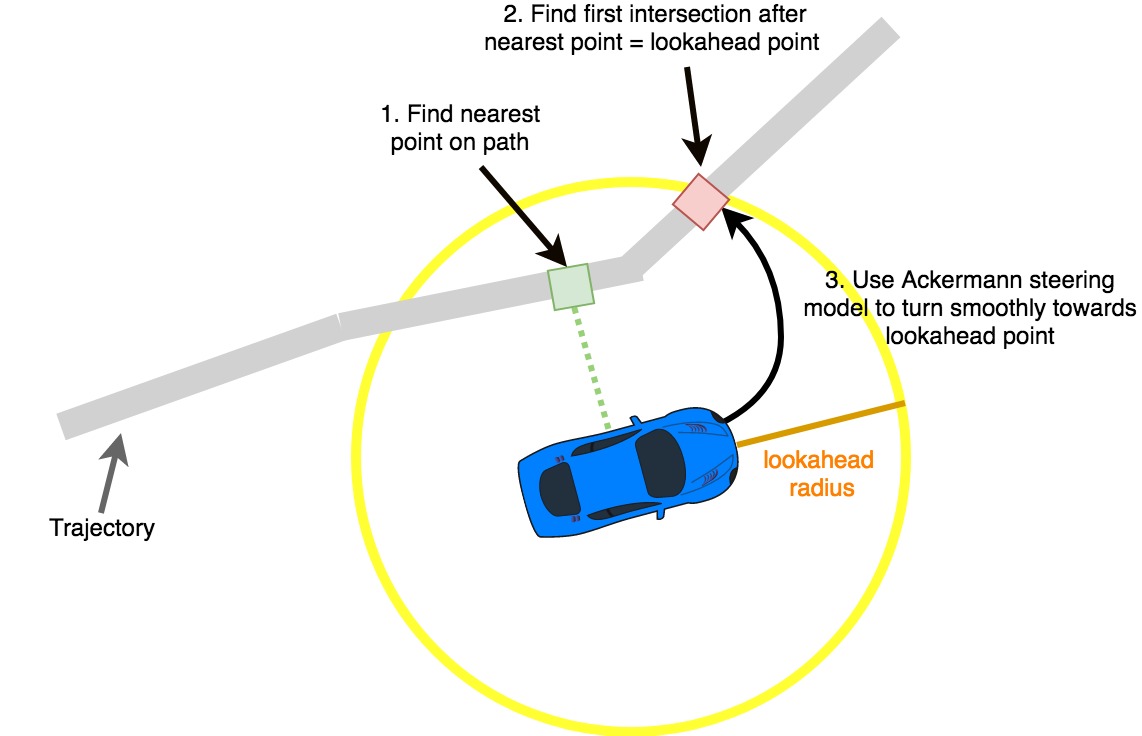 2. Find first intersection after
nearest point = lookahead point
1. Find nearest
point on path
3. Use Ackermann steering
model to turn smoothly towards
lookahead point
lookahead
radius
Trajectory